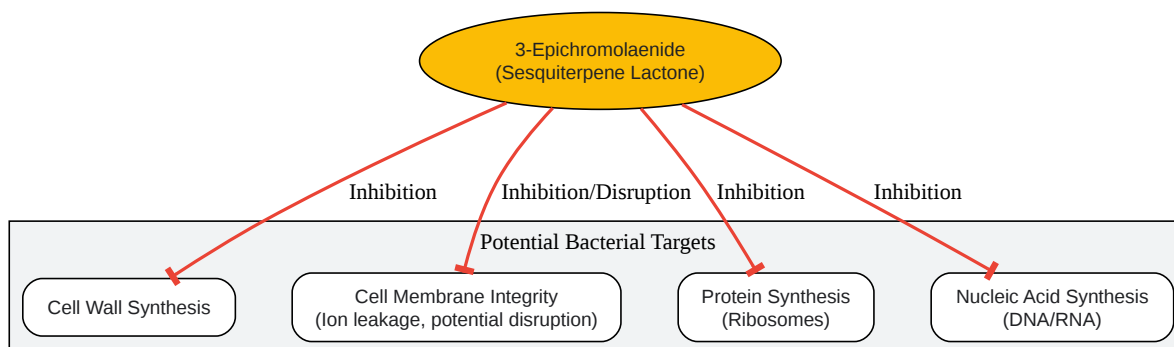 3-Epichromolaenide
(Sesquiterpene Lactone)
Inhibition
Inhibition/Disruption
Inhibition
Inhibition
Potential Bacterial Targets
Cell Wall Synthesis
Cell Membrane Integrity
(Ion leakage, potential disruption)
Protein Synthesis
(Ribosomes)
Nucleic Acid Synthesis
(DNA/RNA)